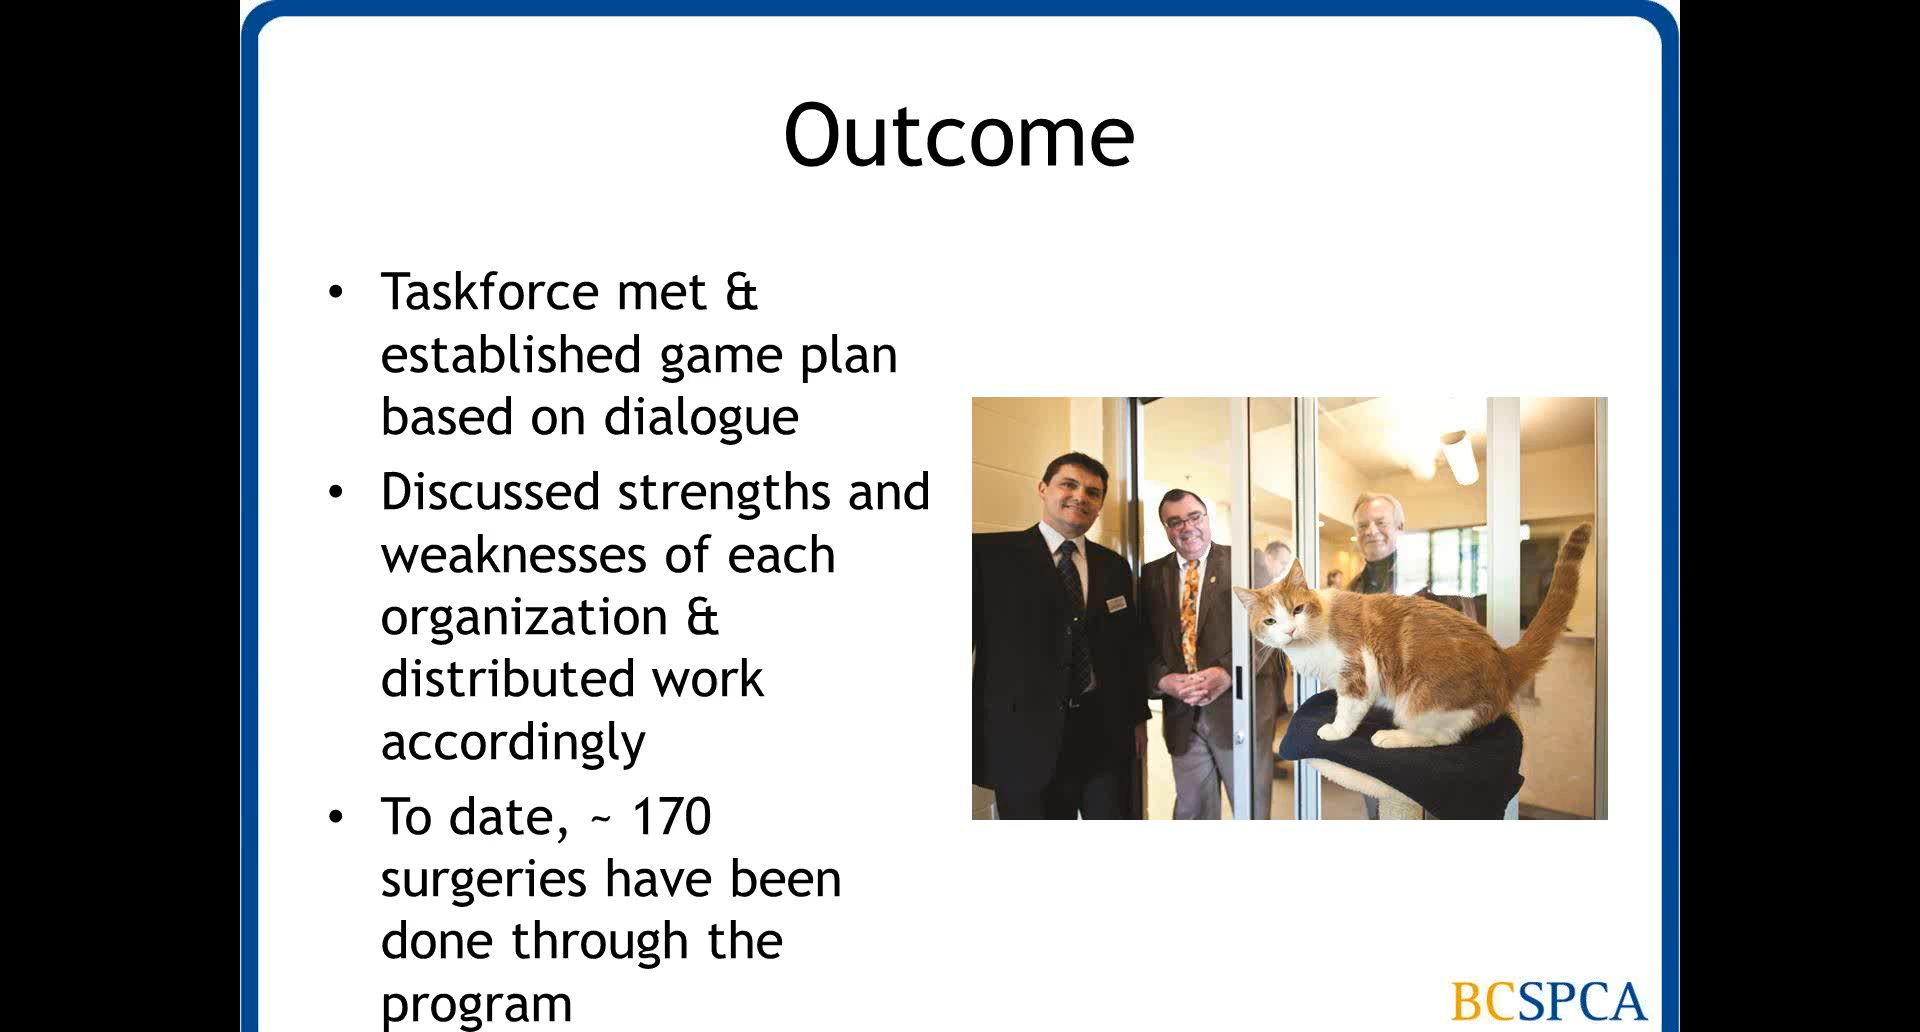 Outcome
• Taskforce met &
established game plan
based on dialogue
• Discussed strengths and
weaknesses of each
organization &
distributed work
accordingly
• To date, ~ 170
surgeries have been
done through the
program
BCSPCA